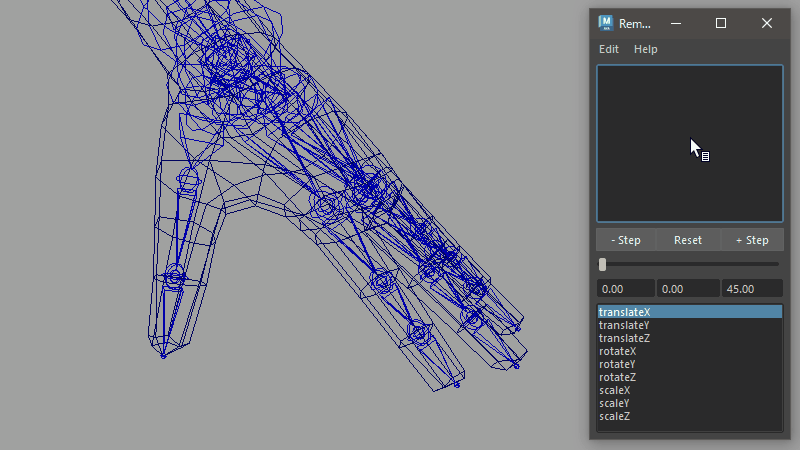 M
Rem...
Edit Help
- Step Reset + Step
0.00 0.00 45.00
translateX
translateY
translateZ
rotateX
rotateY
rotateZ
scaleX
scaleY
scaleZ